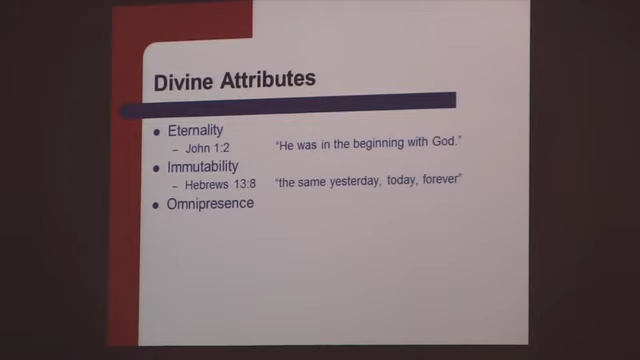 Divine Attributes
• Eternality
– John 1:2 "He was in the beginning with God."
• Immutability
– Hebrews 13:8 "the same yesterday, today, forever"
• Omnipresence